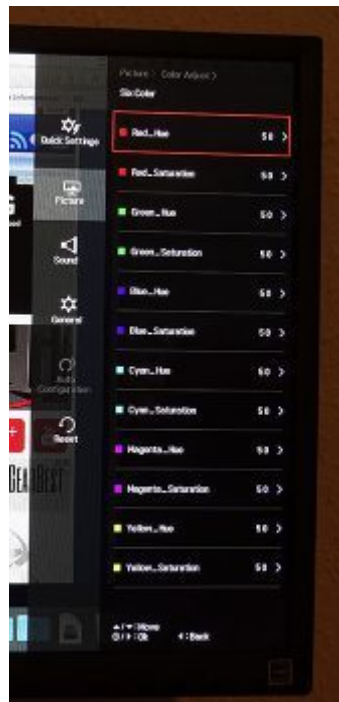 Picture > Color Adjust >
Six Color
Red_Hue 50 >
Red_Saturation 50 >
Green_Hue 50 >
Green_Saturation 50 >
Blue_Hue 50 >
Blue_Saturation 50 >
Cyan_Hue 50 >
Cyan_Saturation 50 >
Magenta_Hue 50 >
Magenta_Saturation 50 >
Yellow_Hue 50 >
Yellow_Saturation 50 >
▲/▼:Move
⊙/▶:Ok ◀:Back
Quick Settings
Picture
Sound
General
Auto
Configuration
Reset
GEARBEST